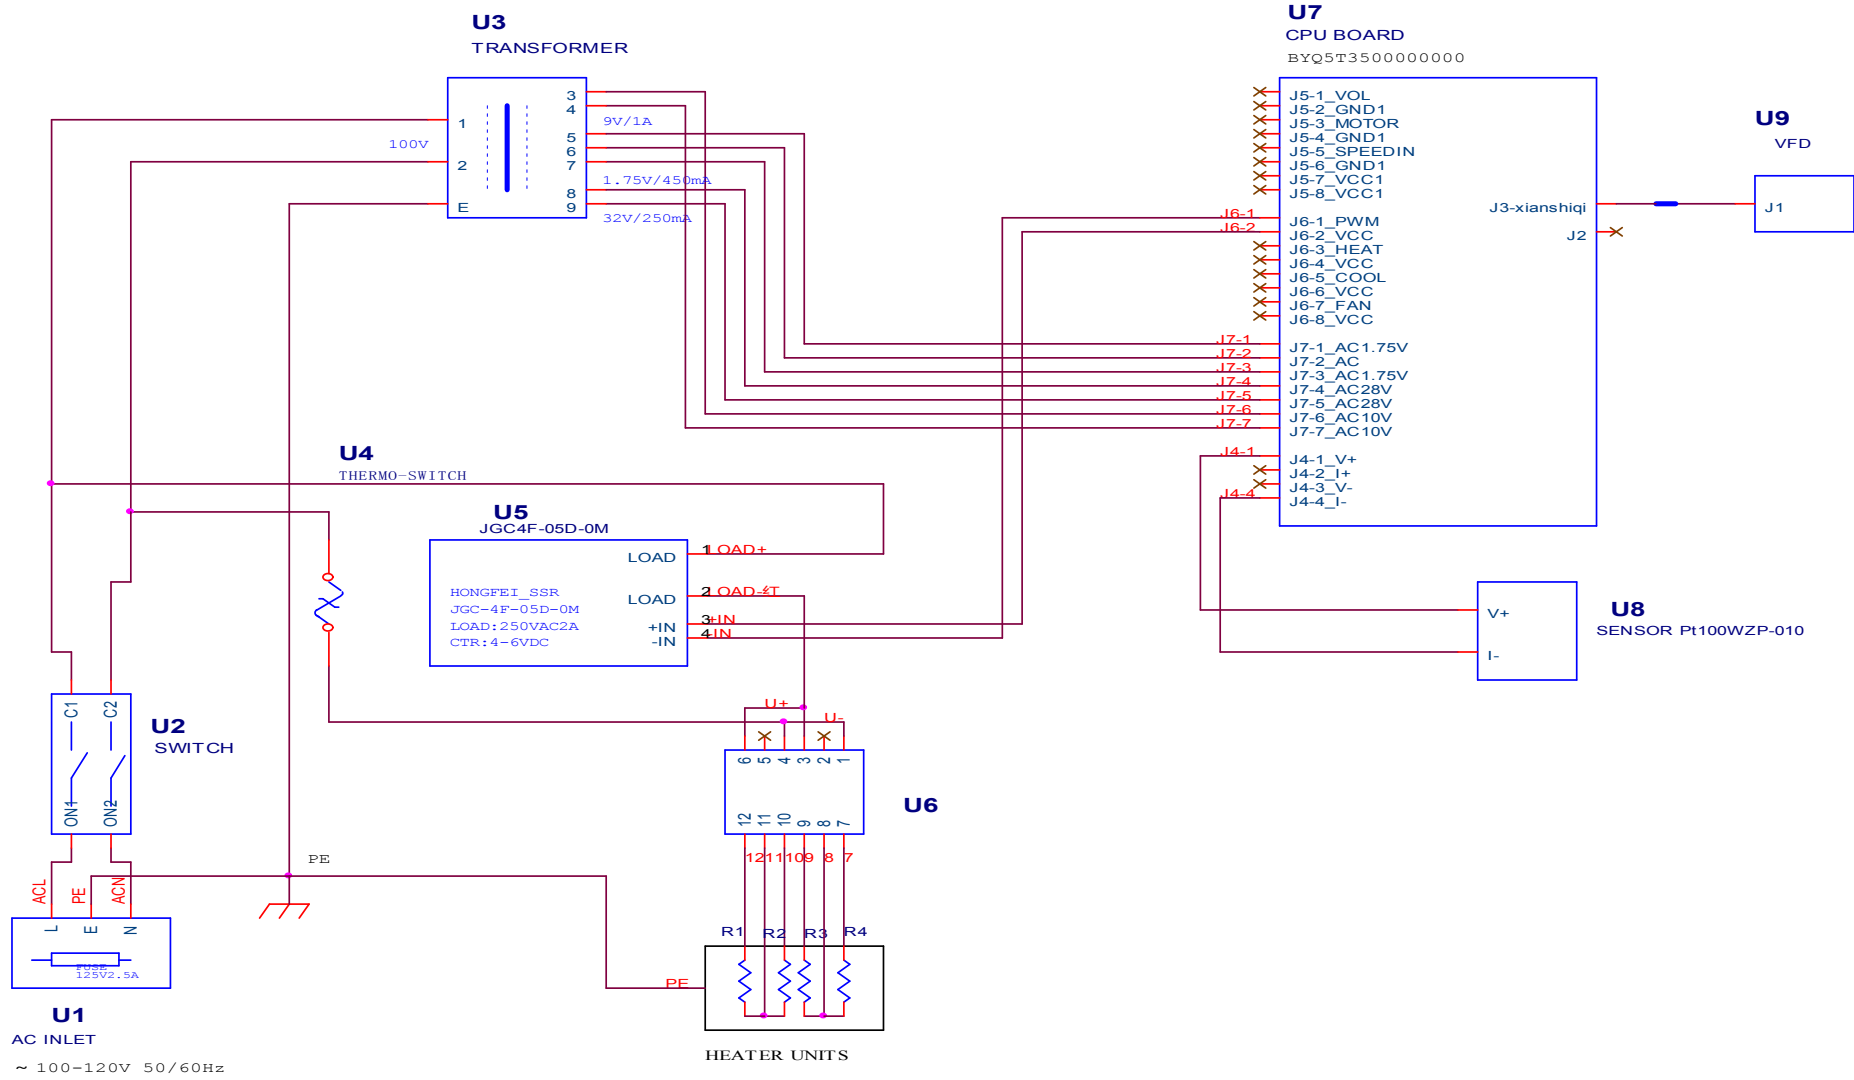 U3
TRANSFORMER
1
2
E
3
4
5
6
7
8
9
100V
9V/1A
1.75V/450mA
32V/250mA
U7
CPU BOARD
BYQ5T3500000000
J5-1_VOL
J5-2_GND1
J5-3_MOTOR
J5-4_GND1
J5-5_SPEEDIN
J5-6_GND1
J5-7_VCC1
J5-8_VCC1
J6-1
J6-2
J6-1_PWM
J6-2_VCC
J6-3_HEAT
J6-4_VCC
J6-5_COOL
J6-6_VCC
J6-7_FAN
J6-8_VCC
J7-1
J7-2
J7-3
J7-4
J7-5
J7-6
J7-7
J7-1_AC1.75V
J7-2_AC
J7-3_AC1.75V
J7-4_AC28V
J7-5_AC28V
J7-6_AC10V
J7-7_AC10V
J4-1
J4-4
J4-1_V+
J4-2_I+
J4-3_V-
J4-4_I-
J3-xianshiqi
J2
U9
VFD
J1
U4
THERMO-SWITCH
U5
JGC4F-05D-0M
HONGFEI_SSR
JGC-4F-05D-0M
LOAD:250VAC2A
CTR:4-6VDC
LOAD
LOAD
+IN
-IN
1
LOAD+
2
LOAD-红
3
+IN
4
-IN
U8
SENSOR Pt100WZP-010
V+
I-
U2
SWITCH
C1
C2
ON1
ON2
U+
U-
U6
6
5
4
3
2
1
12
11
10
9
8
7
12
11
10
9
8
7
PE
ACL
PE
ACN
L
E
N
FUSE
125V2.5A
U1
AC INLET
~ 100-120V 50/60Hz
PE
R1
R2
R3
R4
HEATER UNITS